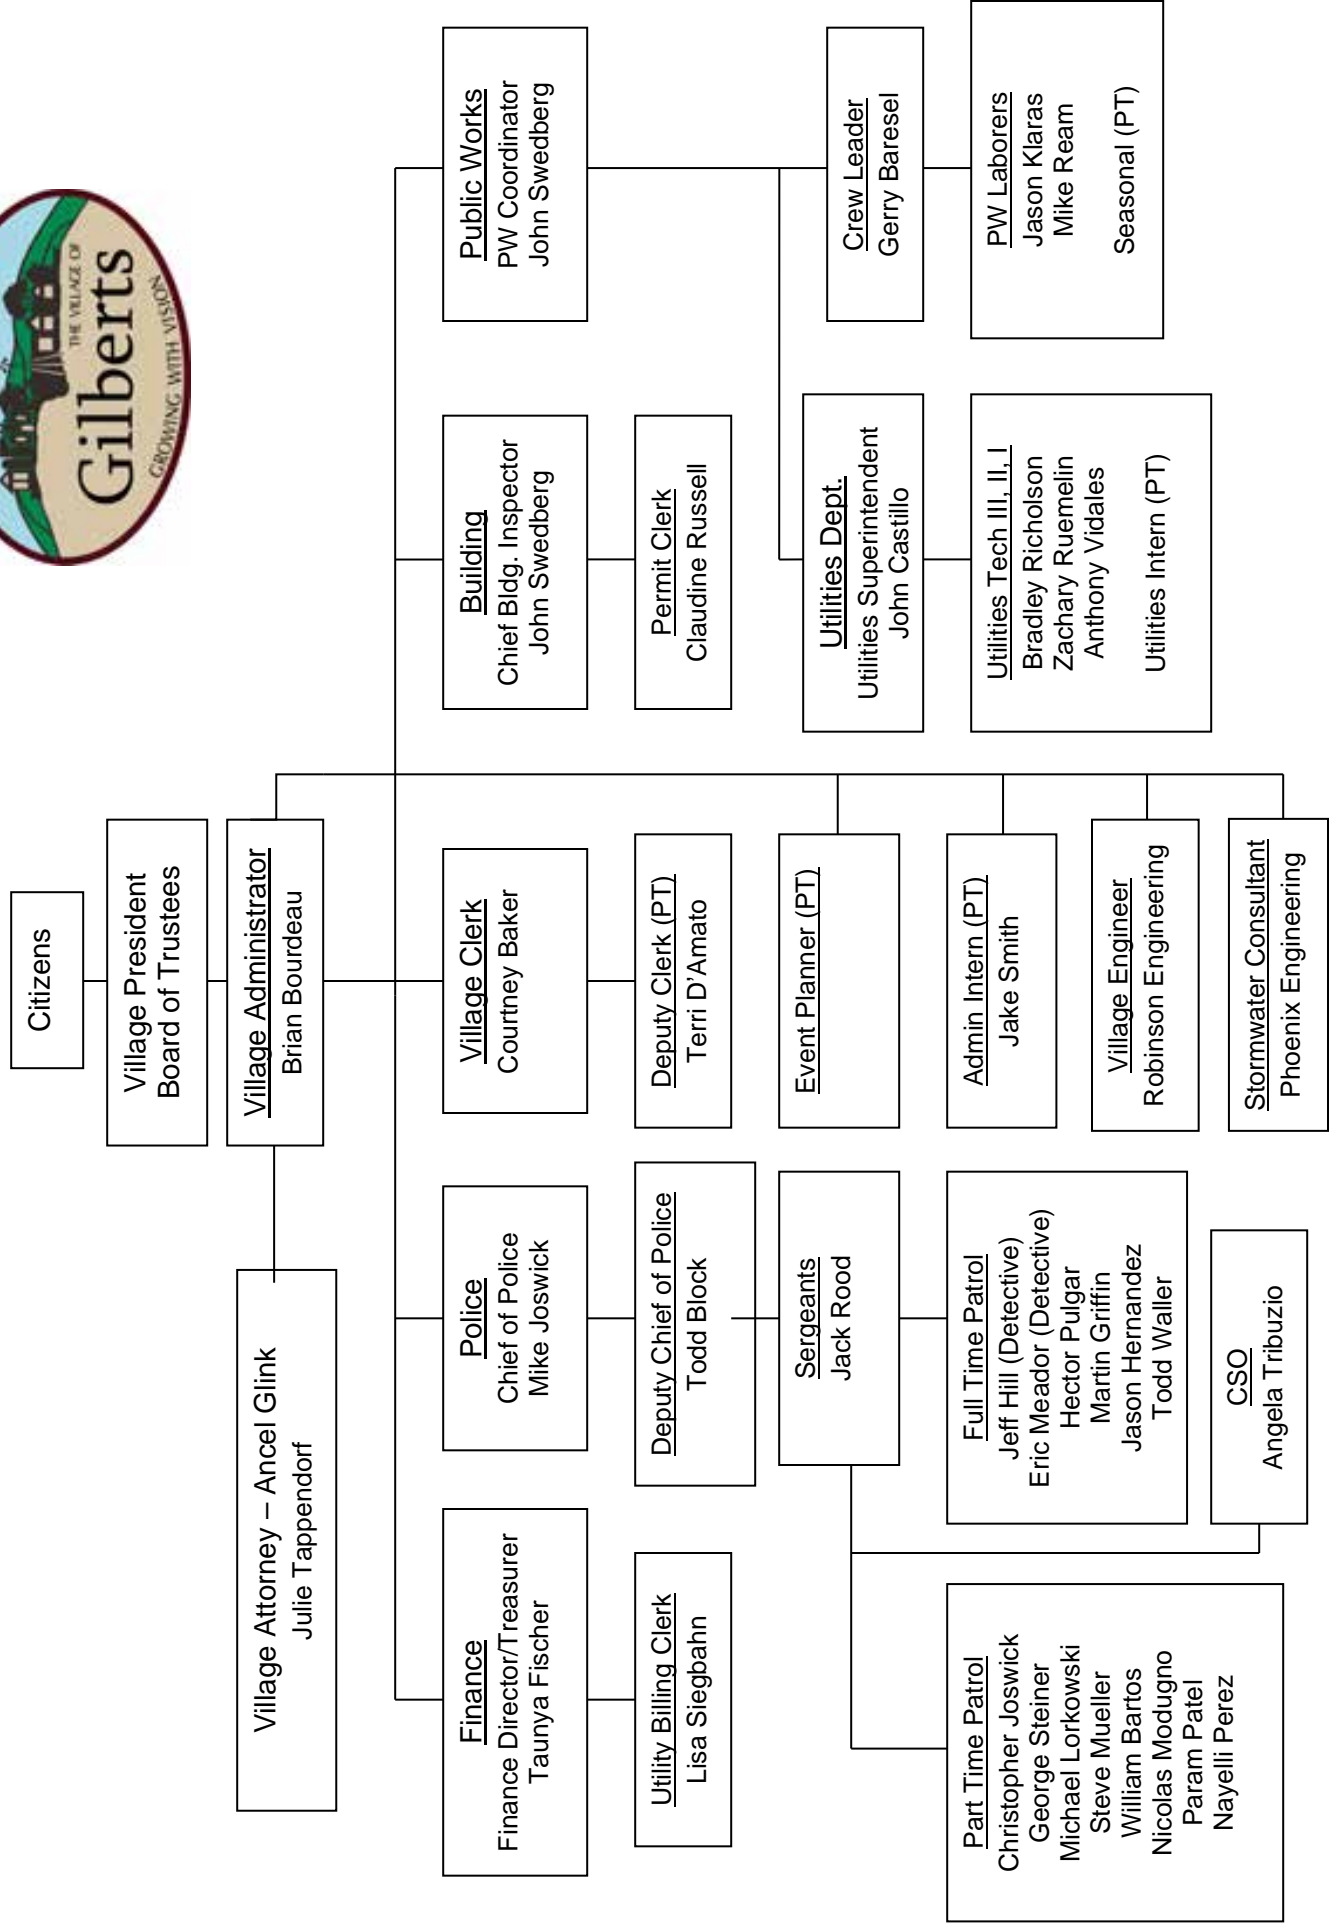 THE VILLAGE OF
Gilberts
GROWING WITH VISION
Citizens
Village President
Board of Trustees
Village Administrator
Brian Bourdeau
Village Attorney – Ancel Glink
Julie Tappendorf
Finance
Finance Director/Treasurer
Taunya Fischer
Police
Chief of Police
Mike Joswick
Village Clerk
Courtney Baker
Building
Chief Bldg. Inspector
John Swedberg
Public Works
PW Coordinator
John Swedberg
Utility Billing Clerk
Lisa Siegbahn
Deputy Chief of Police
Todd Block
Deputy Clerk (PT)
Terri D’Amato
Permit Clerk
Claudine Russell
Sergeants
Jack Rood
Event Planner (PT)
Utilities Dept.
Utilities Superintendent
John Castillo
Crew Leader
Gerry Baresel
Part Time Patrol
Christopher Joswick
George Steiner
Michael Lorkowski
Steve Mueller
William Bartos
Nicolas Modugno
Param Patel
Nayelli Perez
Full Time Patrol
Jeff Hill (Detective)
Eric Meador (Detective)
Hector Pulgar
Martin Griffin
Jason Hernandez
Todd Waller
Admin Intern (PT)
Jake Smith
Utilities Tech III, II, I
Bradley Richolson
Zachary Ruemelin
Anthony Vidales
Utilities Intern (PT)
PW Laborers
Jason Klaras
Mike Ream
Seasonal (PT)
Village Engineer
Robinson Engineering
CSO
Angela Tribuzio
Stormwater Consultant
Phoenix Engineering